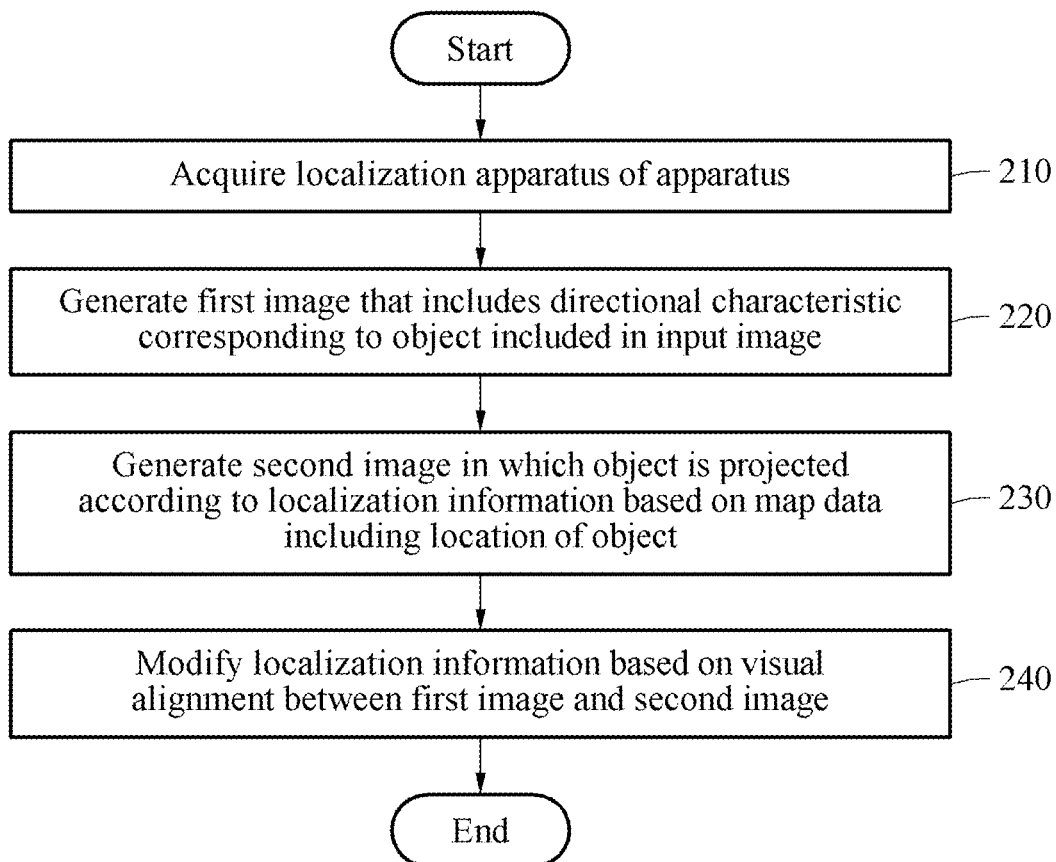 Start
Acquire localization apparatus of apparatus
210
Generate first image that includes directional characteristic
corresponding to object included in input image
220
Generate second image in which object is projected
according to localization information based on map data
including location of object
230
Modify localization information based on visual
alignment between first image and second image
240
End